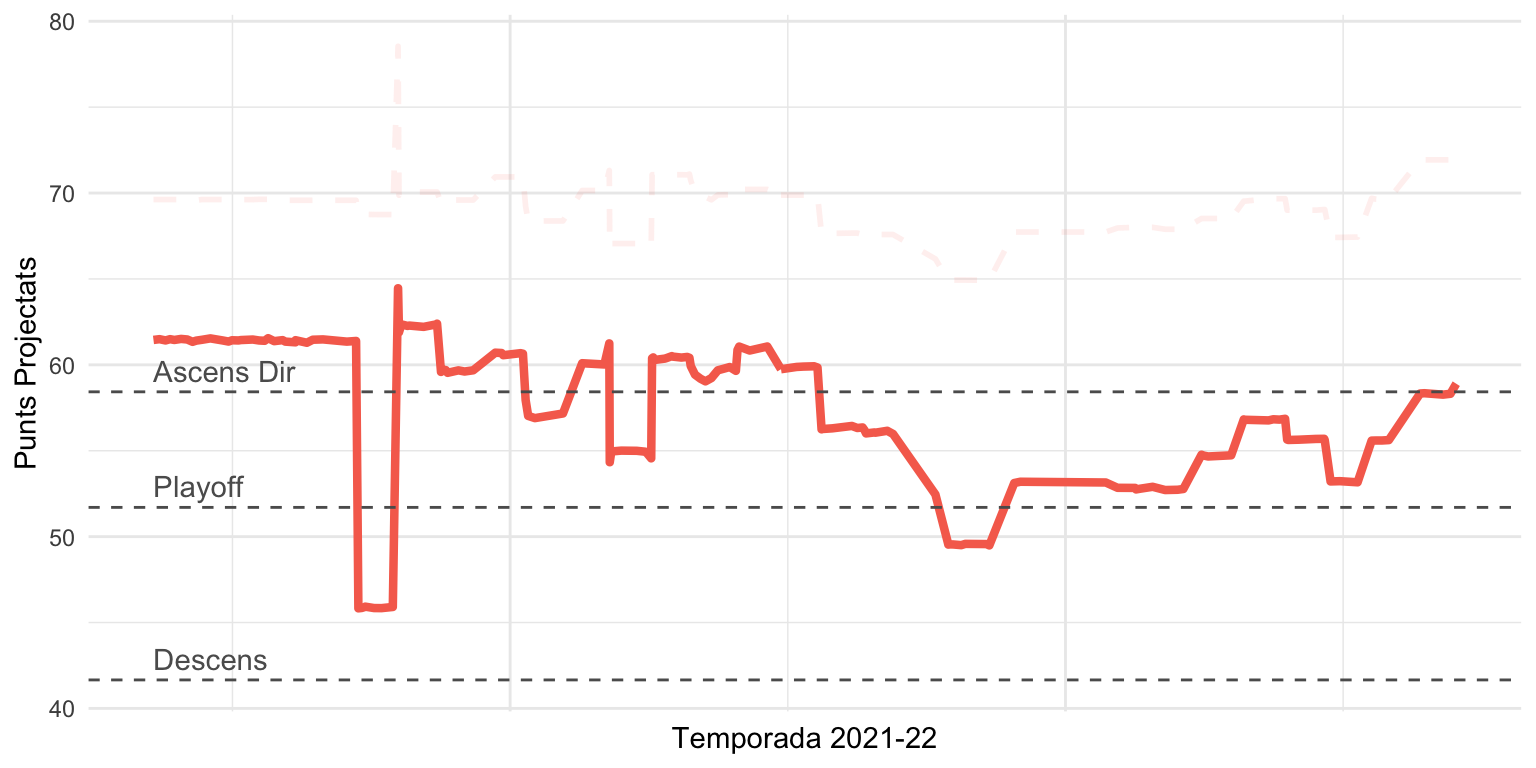 80
70
60
50
40
Punts Projectats
Ascens Dir
Playoff
Descens
Temporada 2021-22